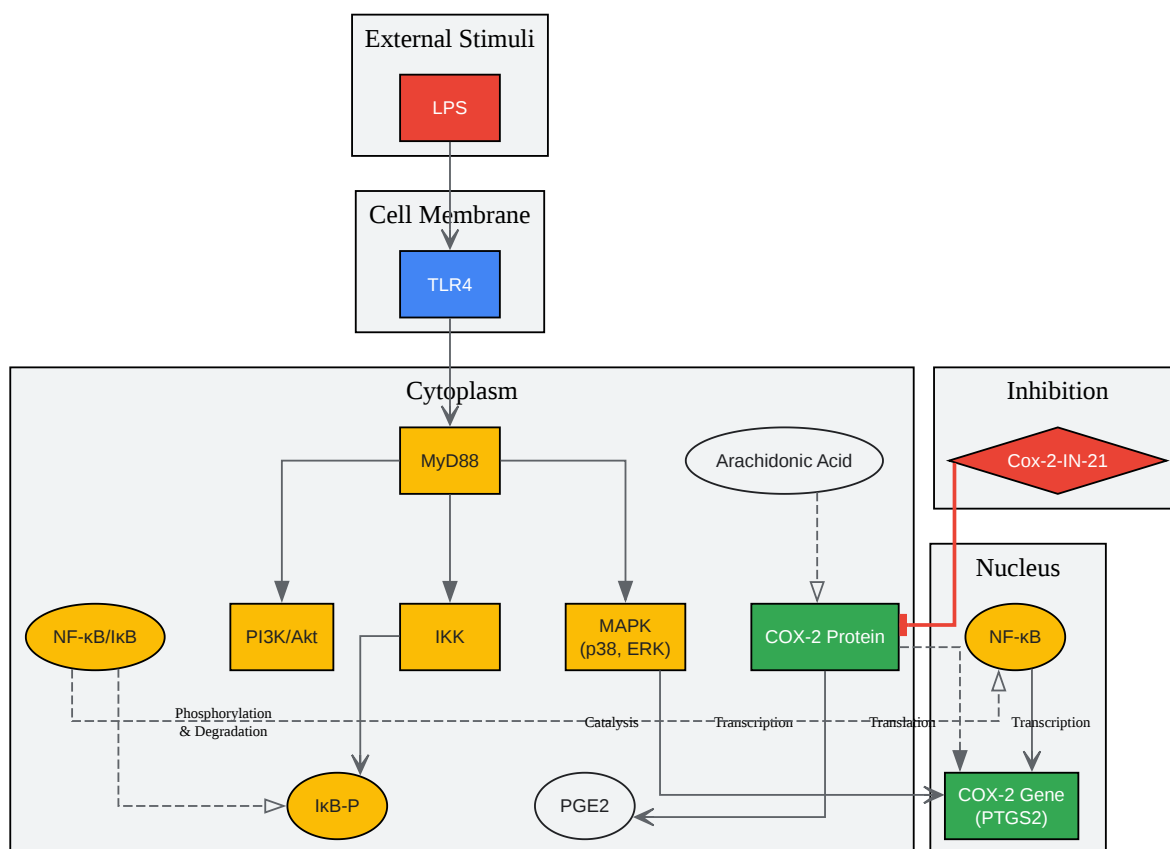 External Stimuli
LPS
Cell Membrane
TLR4
Cytoplasm
Inhibition
MyD88
Arachidonic Acid
Cox-2-IN-21
Nucleus
NF-κB/IκB
PI3K/Akt
IKK
MAPK
(p38, ERK)
COX-2 Protein
NF-κB
Phosphorylation
& Degradation
Catalysis
Transcription
Translation
Transcription
IκB-P
PGE2
COX-2 Gene
(PTGS2)